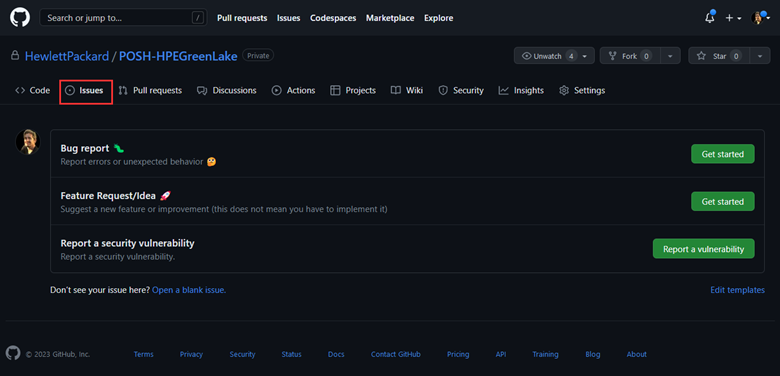 Search or jump to... /
Pull requests Issues Codespaces Marketplace Explore
HewlettPackard / POSH-HPEGreenLake Private
Unwatch 4 Fork 0 Star 0
Code Issues Pull requests Discussions Actions Projects Wiki Security Insights Settings
Bug report
Report errors or unexpected behavior 🤔
Get started
Feature Request/Idea 🚀
Suggest a new feature or improvement (this does not mean you have to implement it)
Get started
Report a security vulnerability
Report a security vulnerability.
Report a vulnerability
Don't see your issue here? Open a blank issue.
Edit templates
© 2023 GitHub, Inc. Terms Privacy Security Status Docs Contact GitHub Pricing API Training Blog About